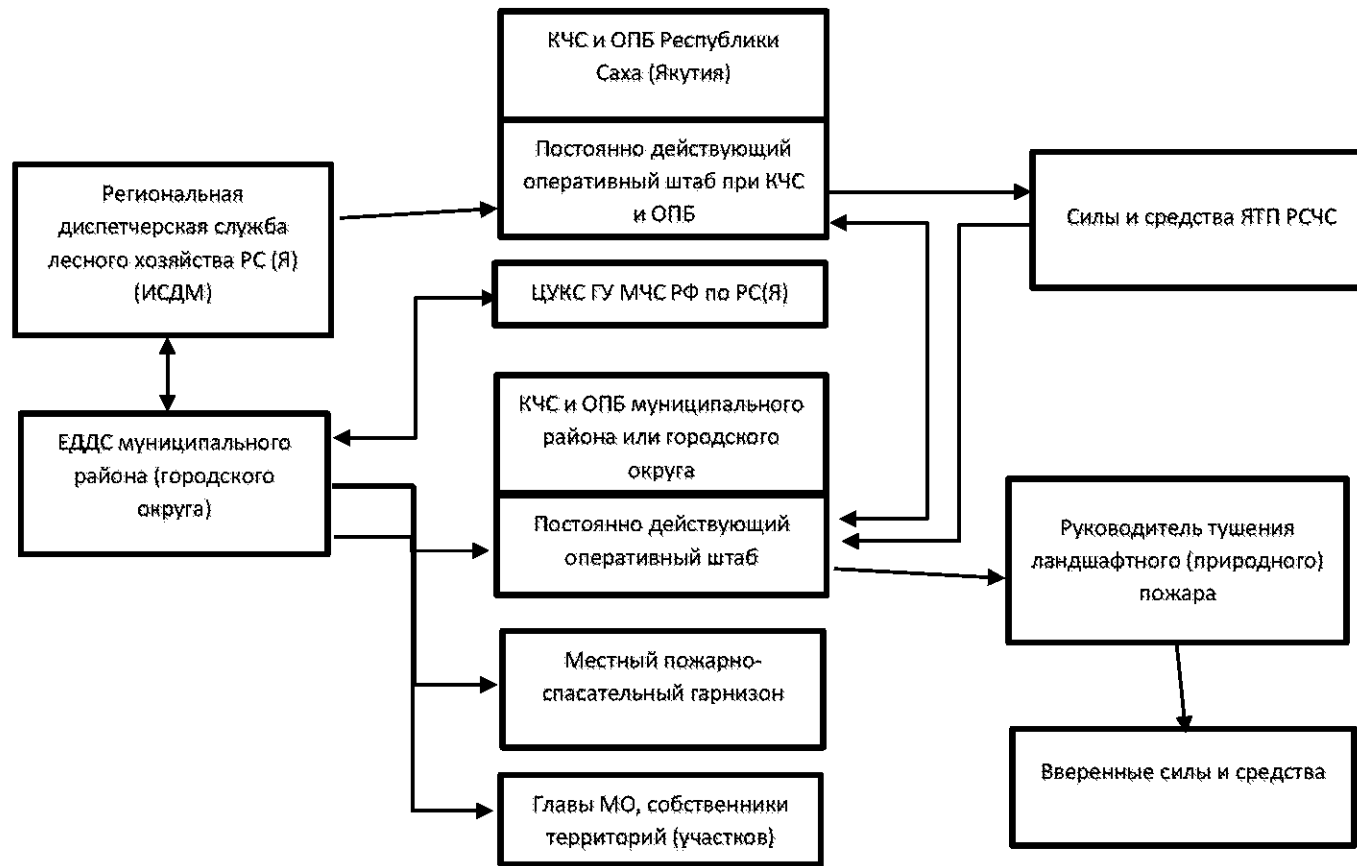 КЧС и ОПБ Республики
Саха (Якутия)
Постоянно действующий
оперативный штаб при КЧС
и ОПБ
Региональная
диспетчерская служба
лесного хозяйства РС (Я)
(ИСДМ)
Силы и средства ЯТП РСЧС
ЦУКС ГУ МЧС РФ по РС(Я)
КЧС и ОПБ муниципального
района или городского
округа
Постоянно действующий
оперативный штаб
ЕДДС муниципального
района (городского
округа)
Руководитель тушения
ландшафтного (природного)
пожара
Местный пожарно-
спасательный гарнизон
Вверенные силы и средства
Главы МО, собственники
территорий (участков)